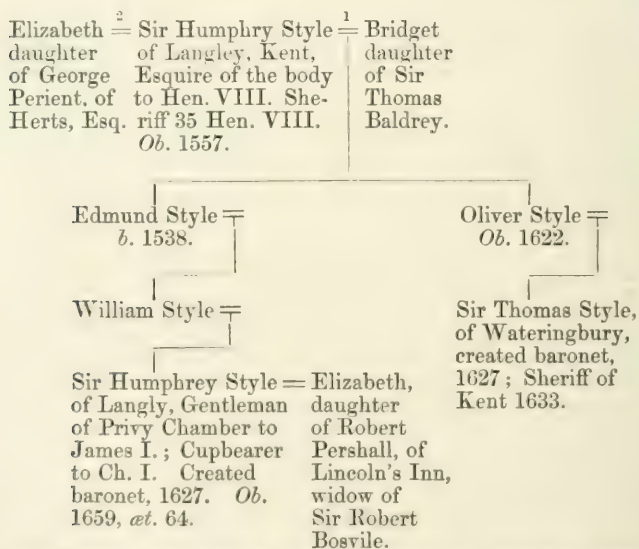 Elizabeth = Sir Humphry Style = Bridget
2 1
daughter of Langley, Kent, daughter
of George Esquire of the body of Sir
Perient, of to Hen. VIII. She- Thomas
Herts, Esq. riff 35 Hen. VIII. Baldrey.
Ob. 1557.
Edmund Style = Oliver Style =
b. 1538. Ob. 1622.
William Style = Sir Thomas Style,
of Wateringbury,
created baronet,
1627; Sheriff of
Kent 1633.
Sir Humphrey Style = Elizabeth,
of Langly, Gentleman daughter
of Privy Chamber to of Robert
James I.; Cupbearer Pershall, of
to Ch. I. Created Lincoln's Inn,
baronet, 1627. Ob. widow of
1659, æt. 64. Sir Robert
Bosvile.